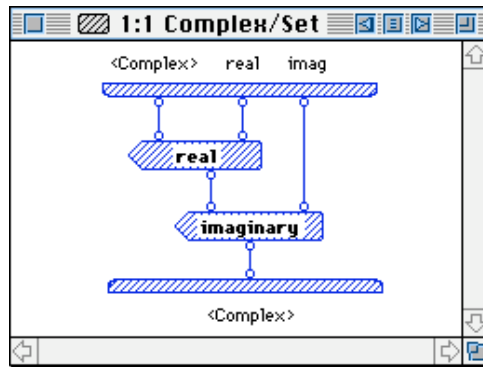 1:1 Complex/Set
<Complex> real imag
real
imaginary
<Complex>